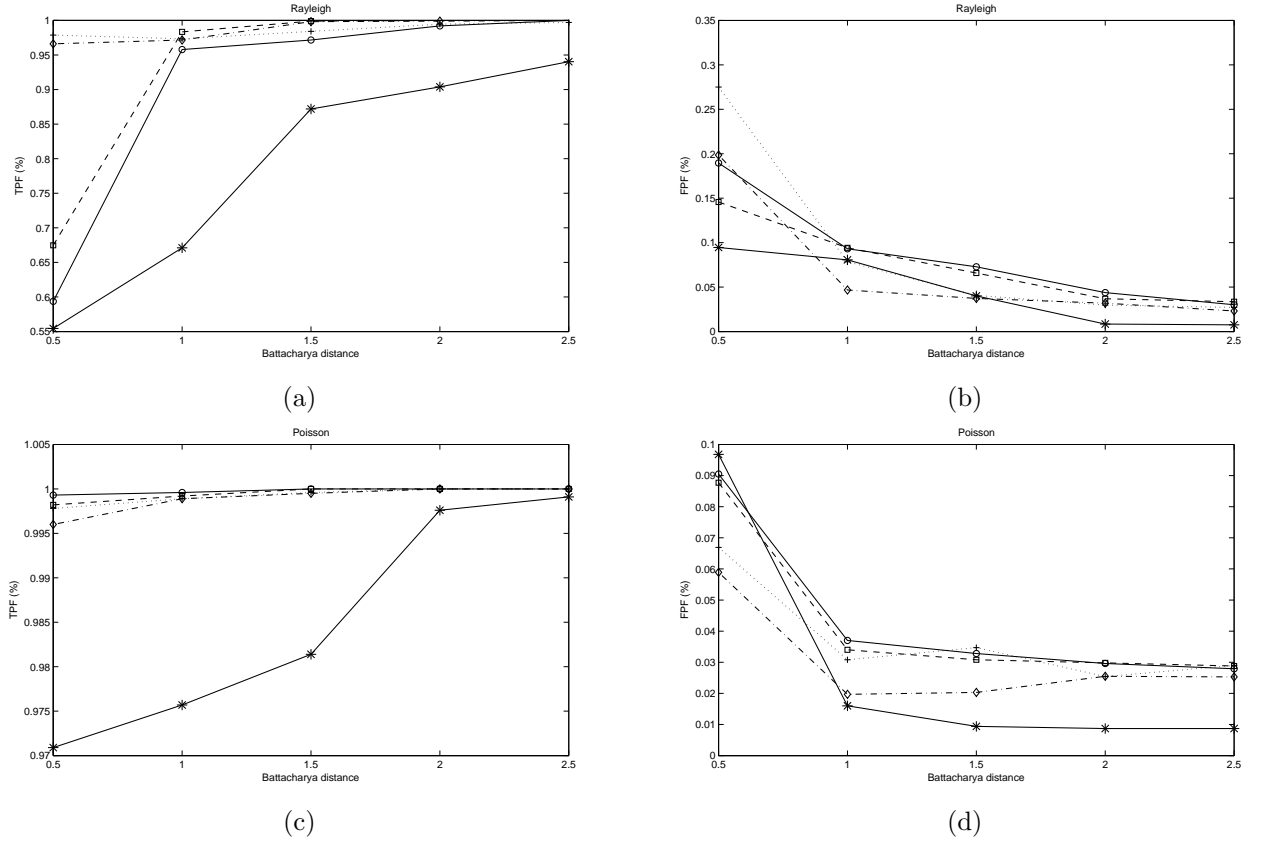 Rayleigh
1
0.95
0.9
0.85
0.8
0.75
0.7
0.65
0.6
0.55
TPF (%)
0.5 1 1.5 2 2.5
Battacharya distance
(a)
Rayleigh
0.35
0.3
0.25
0.2
0.15
0.1
0.05
0
FPF (%)
0.5 1 1.5 2 2.5
Battacharya distance
(b)
Poisson
1.005
1
0.995
0.99
0.985
0.98
0.975
0.97
TPF (%)
0.5 1 1.5 2 2.5
Battacharya distance
(c)
Poisson
0.1
0.09
0.08
0.07
0.06
0.05
0.04
0.03
0.02
0.01
0
FPF (%)
0.5 1 1.5 2 2.5
Battacharya distance
(d)